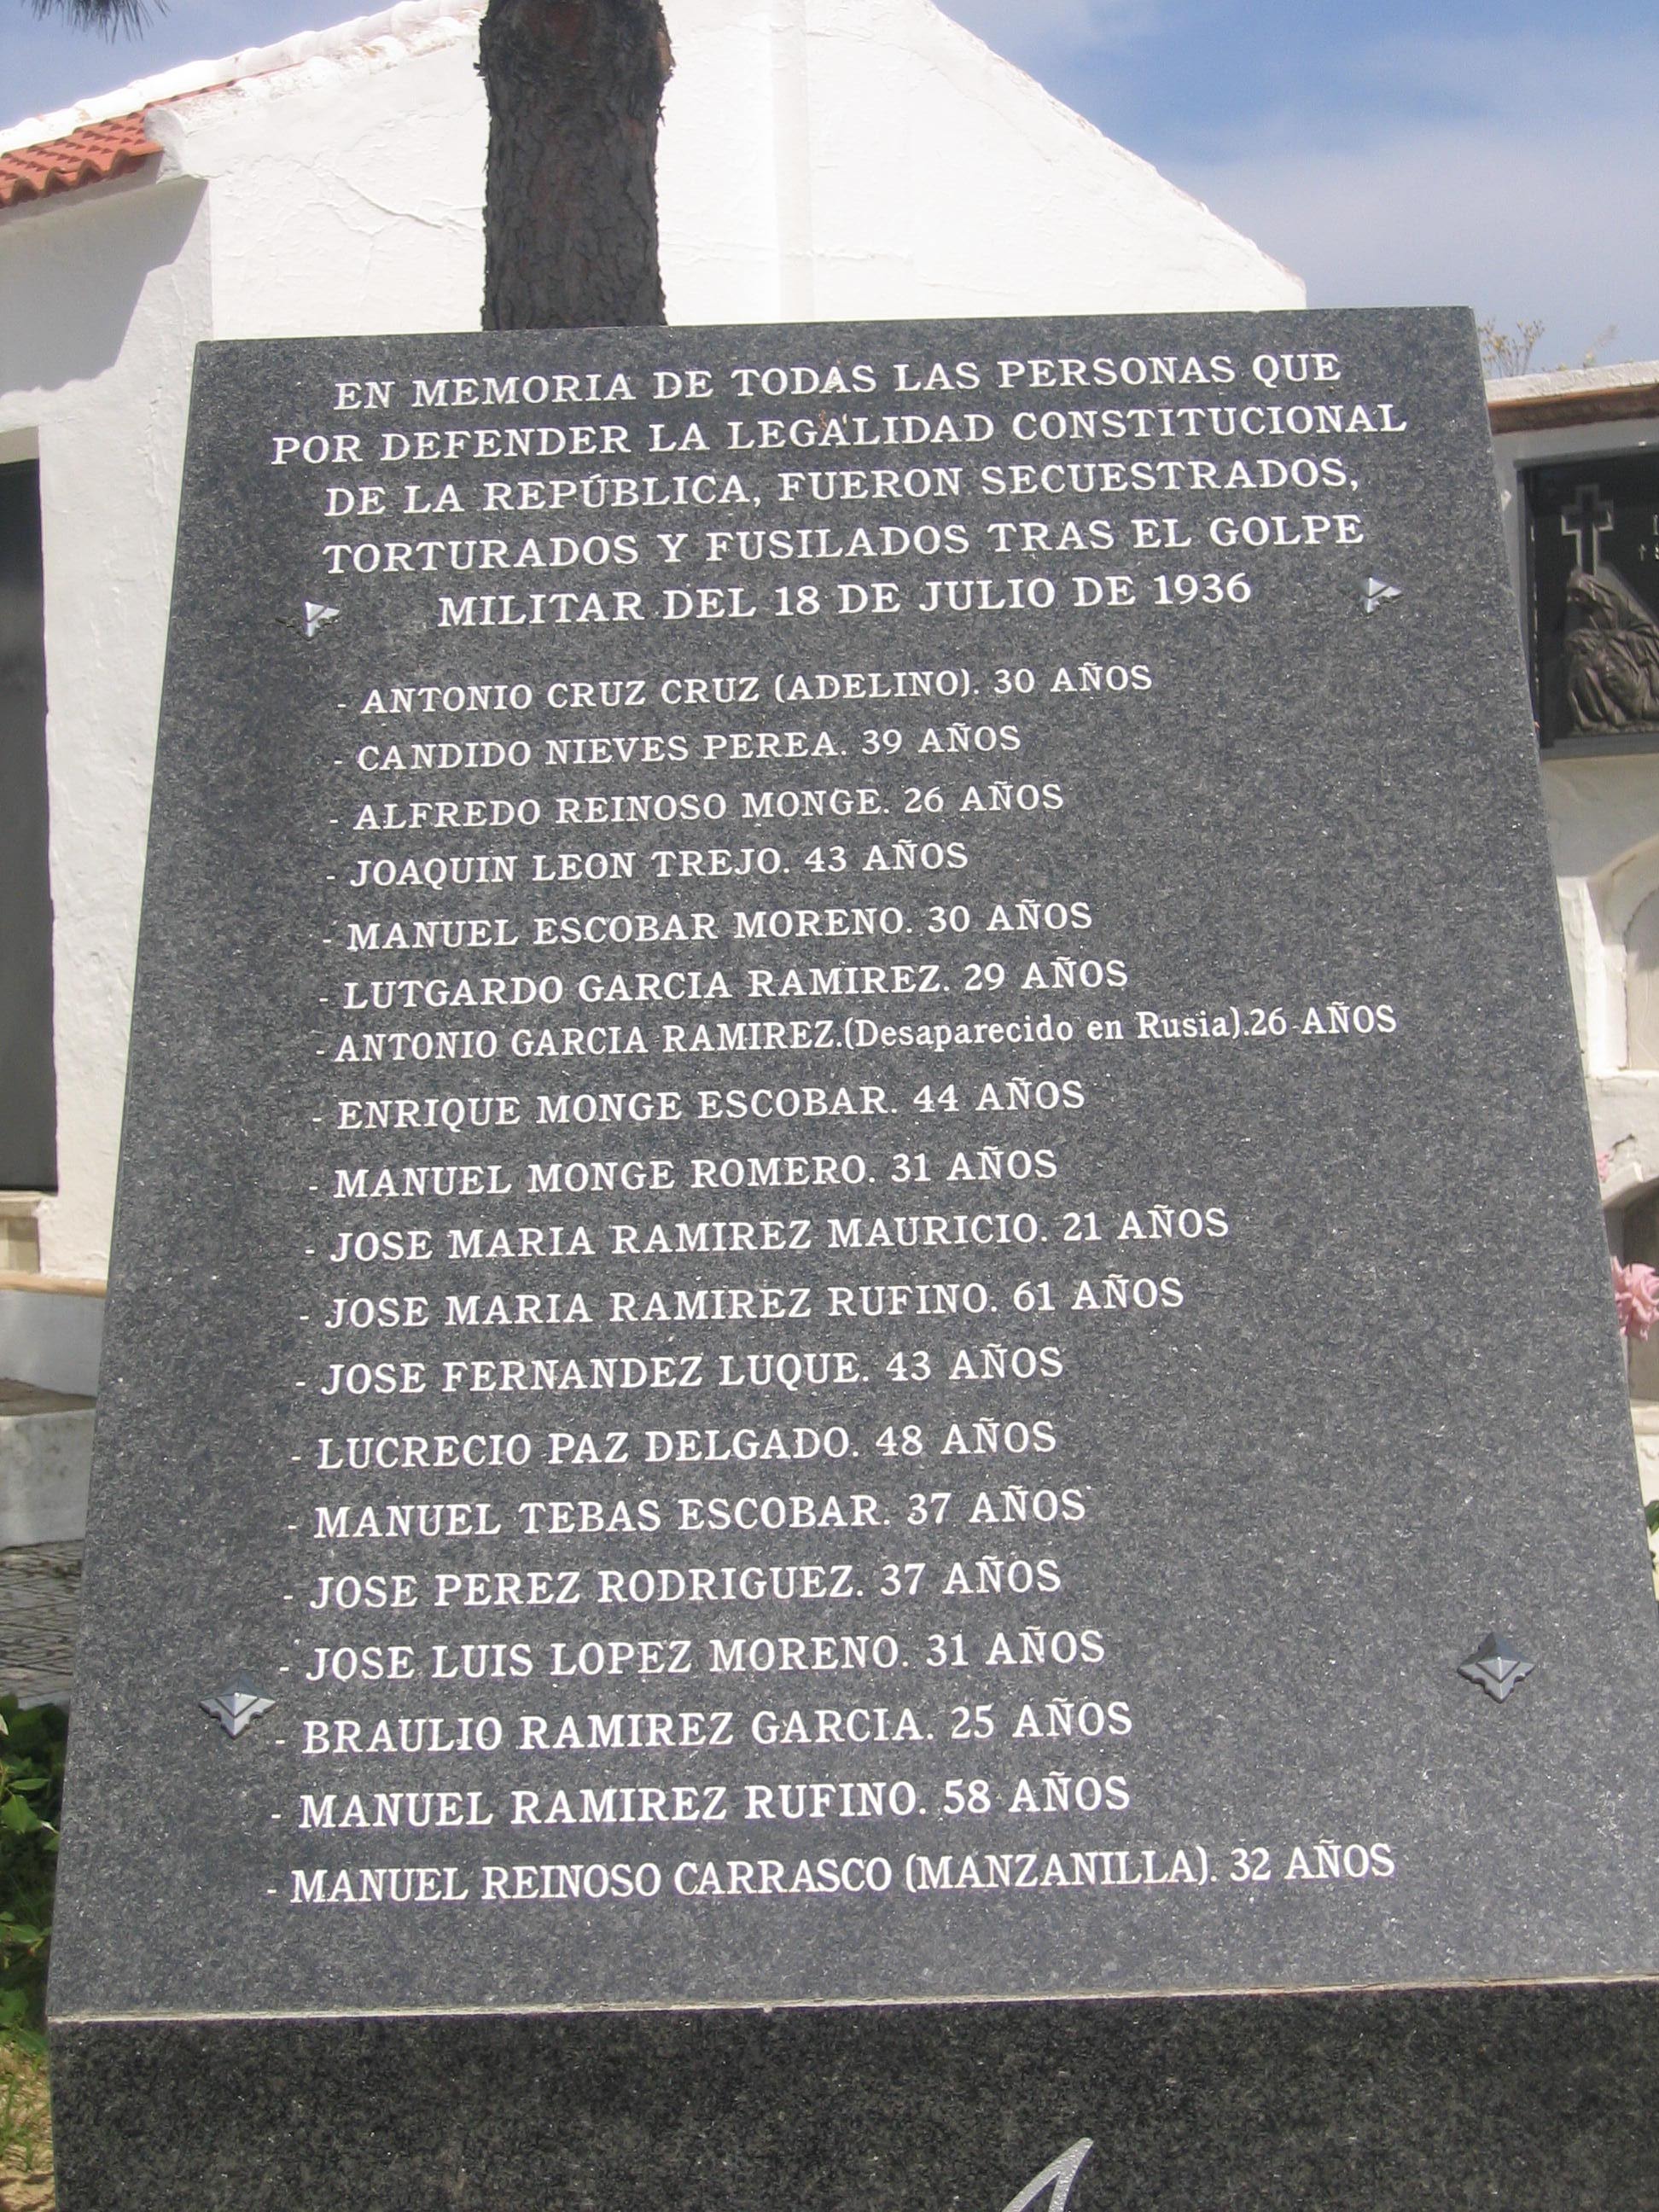 EN MEMORIA DE TODAS LAS PERSONAS QUE
POR DEFENDER LA LEGALIDAD CONSTITUCIONAL
DE LA REPÚBLICA, FUERON SECUESTRADOS,
TORTURADOS Y FUSILADOS TRAS EL GOLPE
MILITAR DEL 18 DE JULIO DE 1936
- ANTONIO CRUZ CRUZ (ADELINO). 30 AÑOS
- CANDIDO NIEVES PEREA. 39 AÑOS
- ALFREDO REINOSO MONGE. 26 AÑOS
- JOAQUIN LEON TREJO. 43 AÑOS
- MANUEL ESCOBAR MORENO. 30 AÑOS
- LUTGARDO GARCIA RAMIREZ. 29 AÑOS
- ANTONIO GARCIA RAMIREZ.(Desaparecido en Rusia).26 AÑOS
- ENRIQUE MONGE ESCOBAR. 44 AÑOS
- MANUEL MONGE ROMERO. 31 AÑOS
- JOSE MARIA RAMIREZ MAURICIO. 21 AÑOS
- JOSE MARIA RAMIREZ RUFINO. 61 AÑOS
- JOSE FERNANDEZ LUQUE. 43 AÑOS
- LUCRECIO PAZ DELGADO. 48 AÑOS
- MANUEL TEBAS ESCOBAR. 37 AÑOS
- JOSE PEREZ RODRIGUEZ. 37 AÑOS
- JOSE LUIS LOPEZ MORENO. 31 AÑOS
- BRAULIO RAMIREZ GARCIA. 25 AÑOS
- MANUEL RAMIREZ RUFINO. 58 AÑOS
- MANUEL REINOSO CARRASCO (MANZANILLA). 32 AÑOS